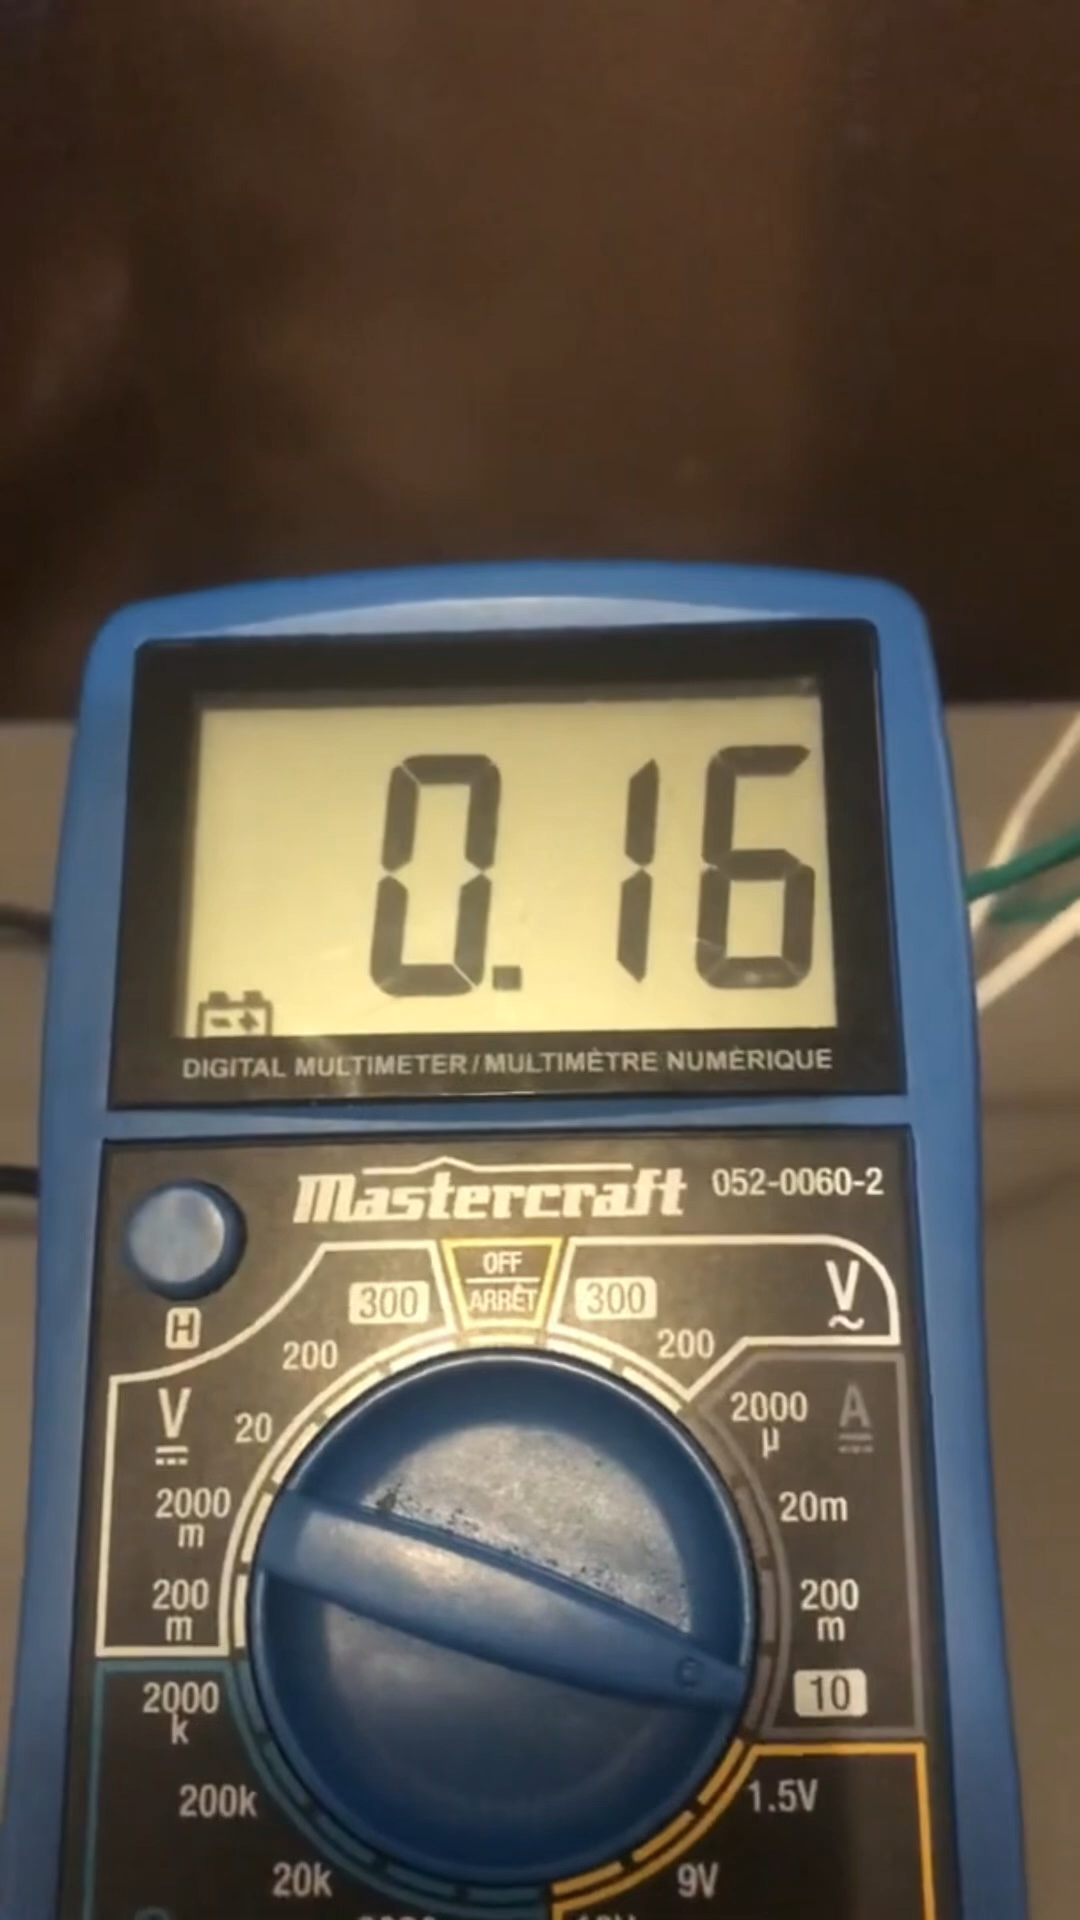 0.16
DIGITAL MULTIMETER / MULTIMÈTRE NUMÉRIQUE
Mastercraft 052-0060-2
H
OFF
ARRÊT
300
300
V
200
200
V
20
2000
µ
A
2000
m
20m
200
m
200
m
2000
k
10
200k
1.5V
20k
9V